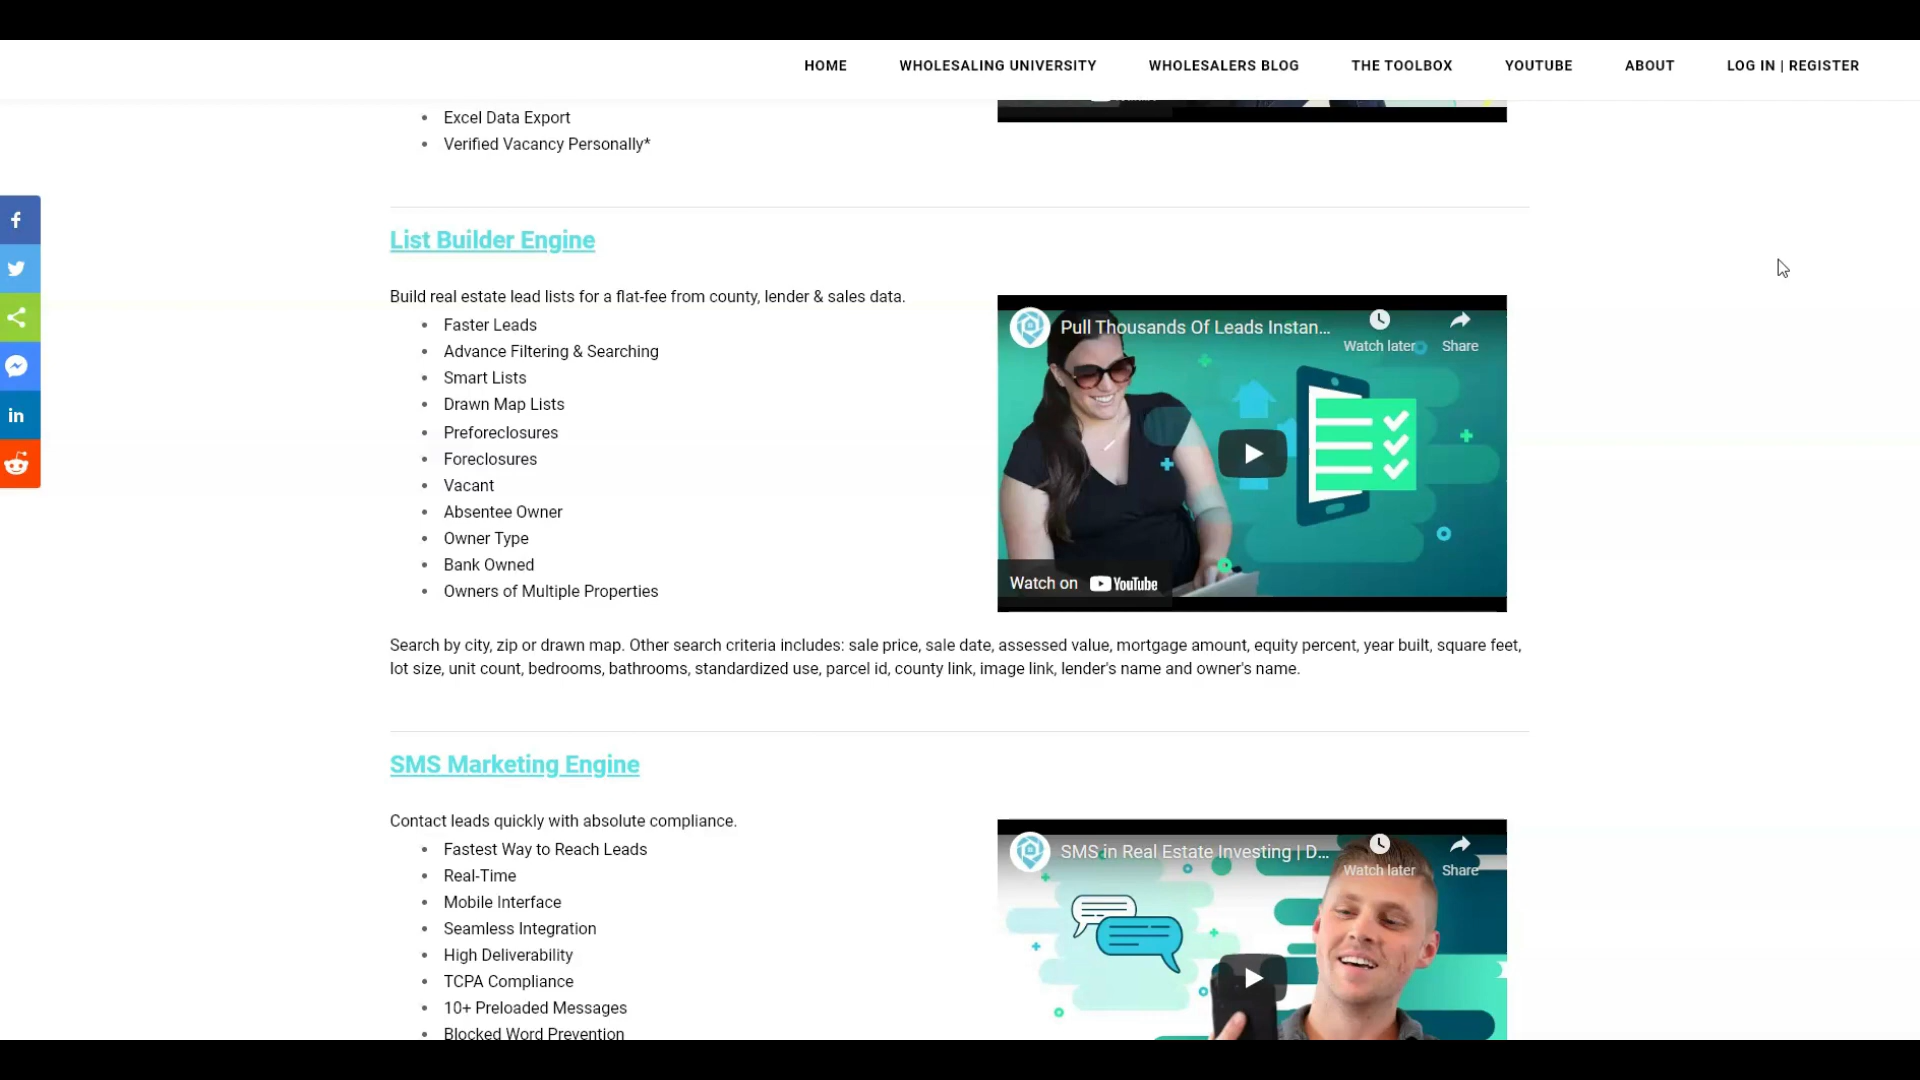 HOME WHOLESALING UNIVERSITY WHOLESALERS BLOG THE TOOLBOX YOUTUBE ABOUT LOG IN | REGISTER
Excel Data Export
Verified Vacancy Personally*
List Builder Engine
Build real estate lead lists for a flat-fee from county, lender & sales data.
Faster Leads
Advance Filtering & Searching
Smart Lists
Drawn Map Lists
Preforeclosures
Foreclosures
Vacant
Absentee Owner
Owner Type
Bank Owned
Owners of Multiple Properties
Pull Thousands Of Leads Instan...
Watch later
Share
Watch on YouTube
Search by city, zip or drawn map. Other search criteria includes: sale price, sale date, assessed value, mortgage amount, equity percent, year built, square feet,
lot size, unit count, bedrooms, bathrooms, standardized use, parcel id, county link, image link, lender's name and owner's name.
SMS Marketing Engine
Contact leads quickly with absolute compliance.
Fastest Way to Reach Leads
Real-Time
Mobile Interface
Seamless Integration
High Deliverability
TCPA Compliance
10+ Preloaded Messages
Blocked Word Prevention
SMS in Real Estate Investing | D...
Watch later
Share